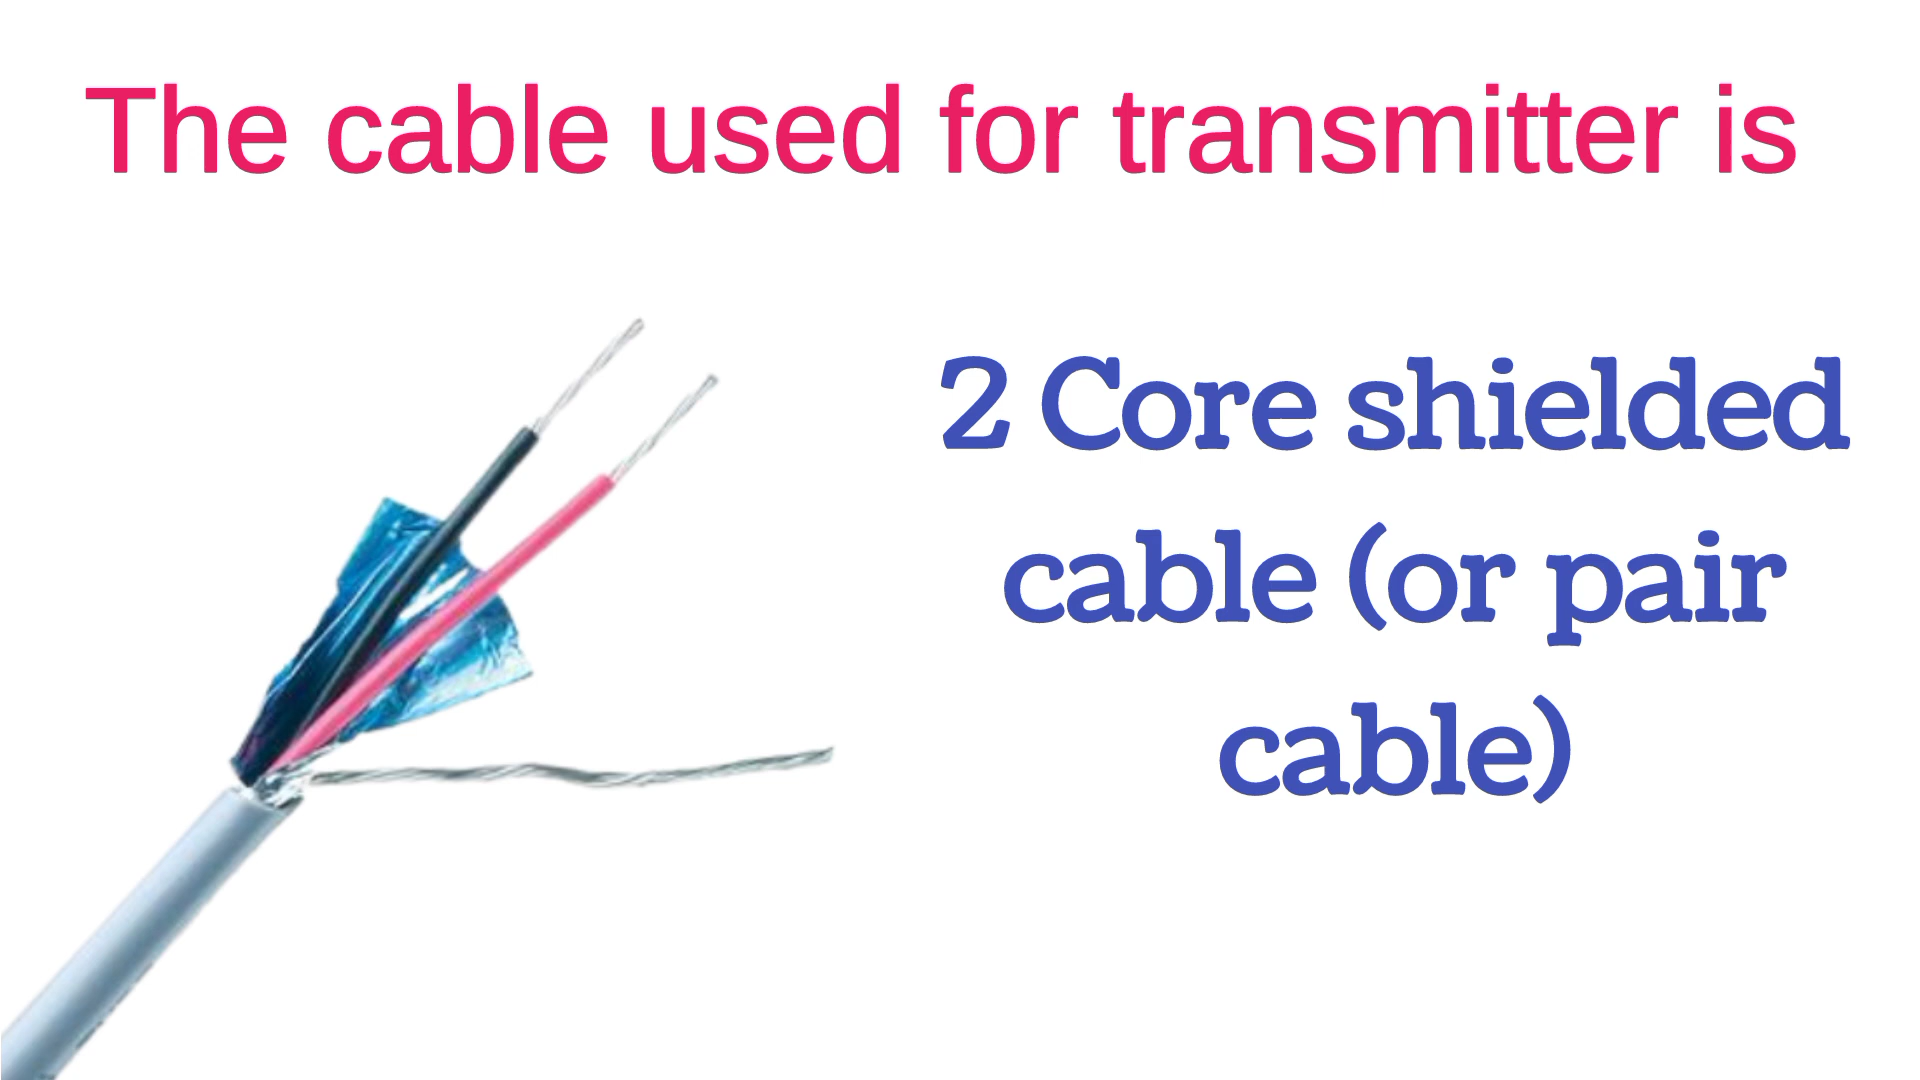 The cable used for transmitter is
2 Core shielded
cable (or pair
cable)